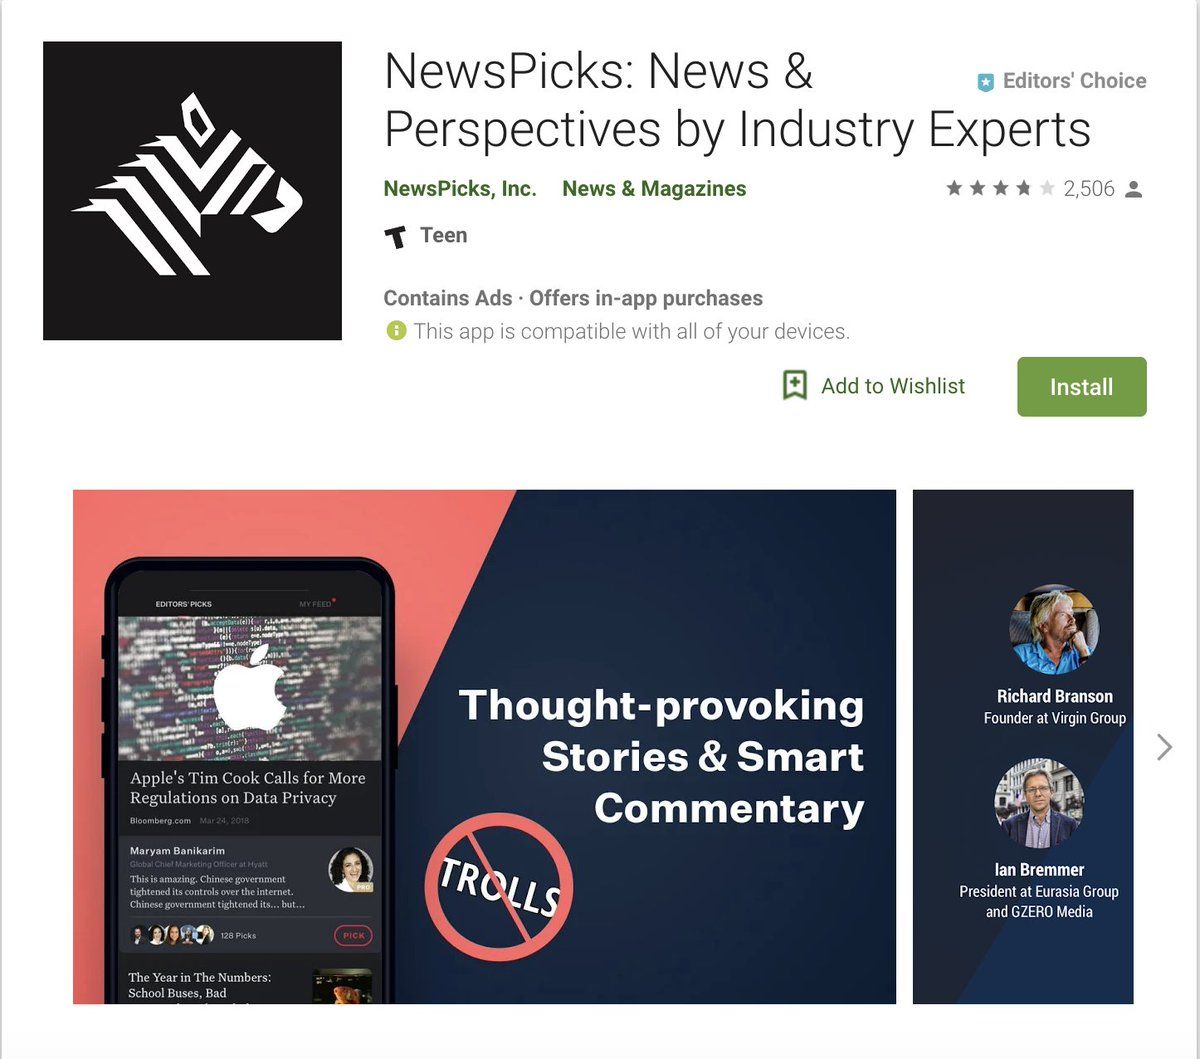 NewsPicks: News &
Editors' Choice
Perspectives by Industry Experts
NewsPicks, Inc. News & Magazines
2,506
T Teen
Contains Ads · Offers in-app purchases
This app is compatible with all of your devices.
Add to Wishlist
Install
EDITORS' PICKS MY FEED
Apple's Tim Cook Calls for More
Regulations on Data Privacy
Bloomberg.com Mar 24, 2018
Maryam Banikarim
Global Chief Marketing Officer at Hyatt
This is amazing. Chinese government
tightened its controls over the internet.
Chinese government tightened its... but...
PRO
128 Picks
PICK
The Year in The Numbers:
School Buses, Bad
Thought-provoking
Stories & Smart
Commentary
TROLLS
Richard Branson
Founder at Virgin Group
Ian Bremmer
President at Eurasia Group
and GZERO Media